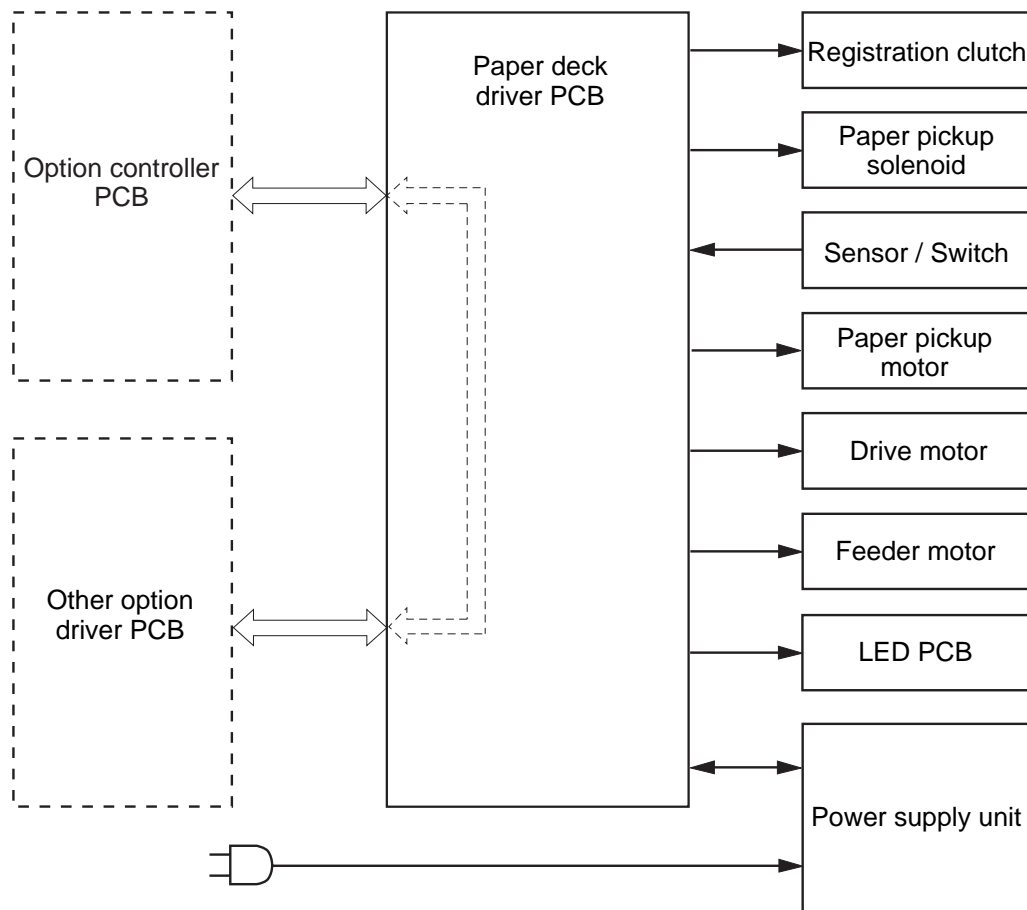 Option controller
PCB
Other option
driver PCB
Paper deck
driver PCB
Registration clutch
Paper pickup
solenoid
Sensor / Switch
Paper pickup
motor
Drive motor
Feeder motor
LED PCB
Power supply unit